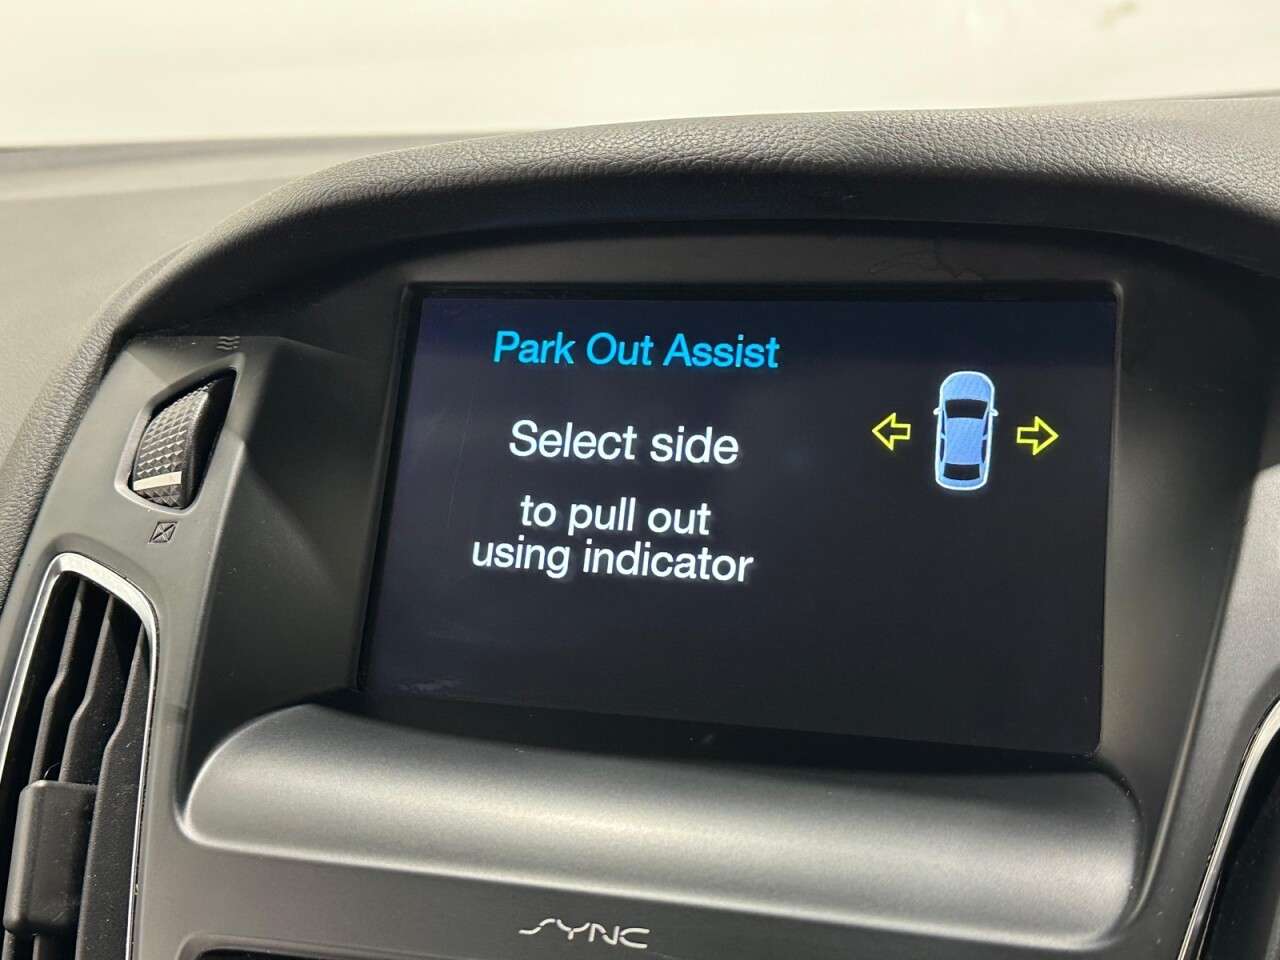 Park Out Assist
Select side
to pull out
using indicator
SYNC